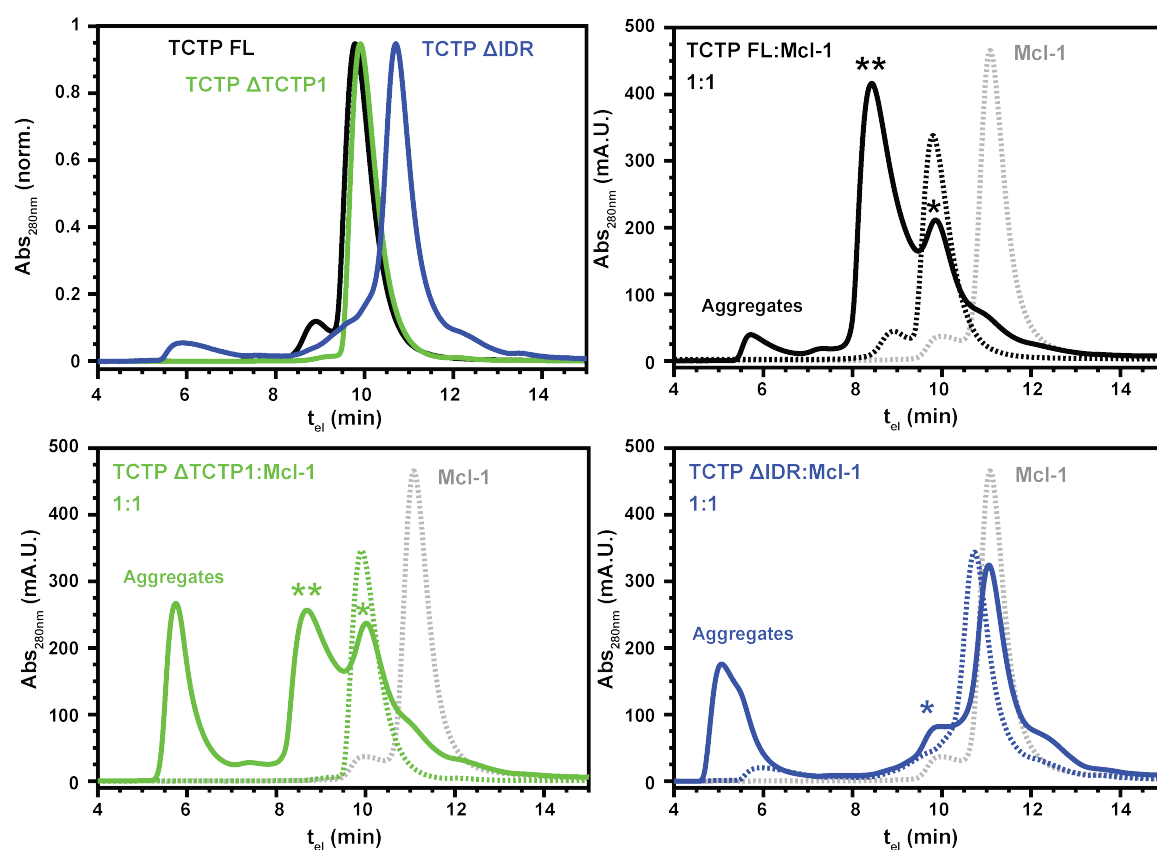 TCTP FL
TCTP ΔTCTP1
TCTP ΔIDR
1
0.8
0.6
0.4
0.2
0
Abs280nm (norm.)
4 6 8 10 12 14
tel (min)
TCTP FL:Mcl-1
1:1
**
Mcl-1
*
Aggregates
500
400
300
200
100
0
Abs280nm (mA.U.)
4 6 8 10 12 14
tel (min)
TCTP ΔTCTP1:Mcl-1
1:1
Mcl-1
Aggregates
**
*
500
400
300
200
100
0
Abs280nm (mA.U.)
4 6 8 10 12 14
tel (min)
TCTP ΔIDR:Mcl-1
1:1
Mcl-1
Aggregates
*
500
400
300
200
100
0
Abs280nm (mA.U.)
4 6 8 10 12 14
tel (min)